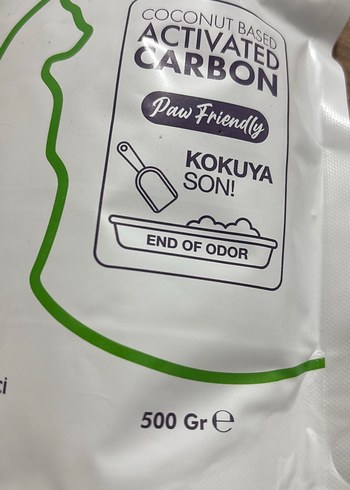 COCONUT BASED
ACTIVATED
CARBON
Paw Friendly
KOKUYA
SON!
END OF ODOR
500 Gr ℮